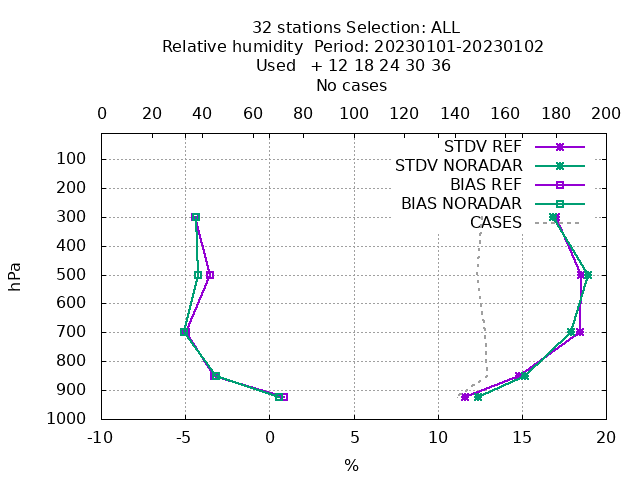 32 stations Selection: ALL
Relative humidity  Period: 20230101-20230102
Used   + 12 18 24 30 36
No cases
0 20 40 60 80 100 120 140 160 180 200
STDV REF
STDV NORADAR
BIAS REF
BIAS NORADAR
CASES
100
200
300
400
500
600
700
800
900
1000
hPa
-10 -5 0 5 10 15 20
%